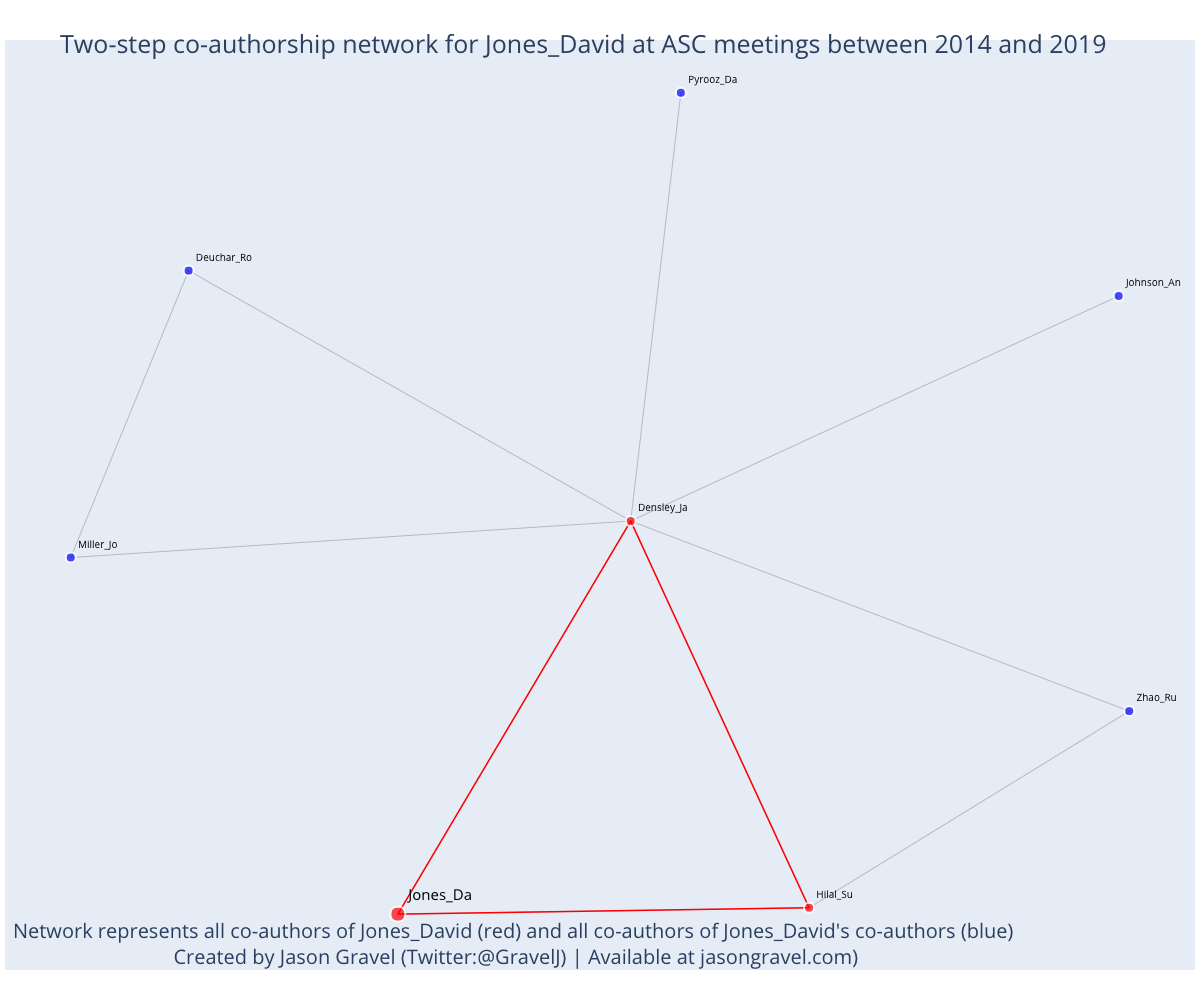 Two-step co-authorship network for Jones_David at ASC meetings between 2014 and 2019
Pyrooz_Da
Deuchar_Ro
Johnson_An
Densley_Ja
Miller_Jo
Zhao_Ru
Jones_Da
Hilal_Su
Network represents all co-authors of Jones_David (red) and all co-authors of Jones_David's co-authors (blue)
Created by Jason Gravel (Twitter:@GravelJ) | Available at jasongravel.com)